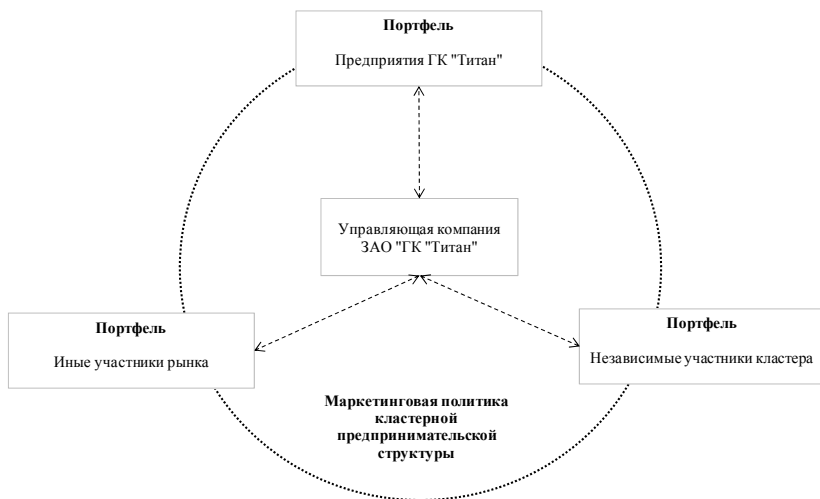 Портфель
Предприятия ГК "Титан"
Управляющая компания
ЗАО "ГК "Титан"
Портфель
Иные участники рынка
Портфель
Независимые участники кластера
Маркетинговая политика
кластерной
предпринимательской
структуры